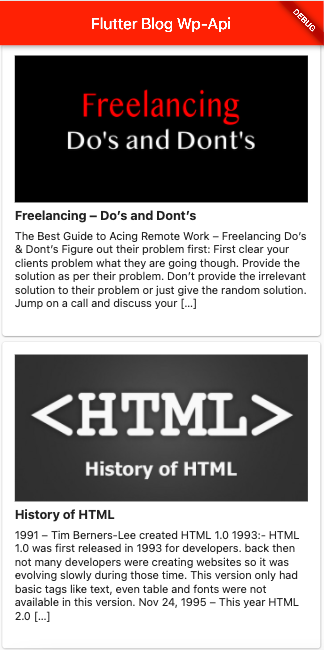 Flutter Blog Wp-Api
DEBUG
Freelancing
Do's and Dont's
Freelancing – Do’s and Dont’s
The Best Guide to Acing Remote Work – Freelancing Do’s
& Dont’s Figure out their problem first: First clear your
clients problem what they are going though. Provide the
solution as per their problem. Don’t provide the irrelevant
solution to their problem or just give the random solution.
Jump on a call and discuss your [...]
<HTML>
History of HTML
History of HTML
1991 – Tim Berners-Lee created HTML 1.0 1993:- HTML
1.0 was first released in 1993 for developers. back then
not many developers were creating websites so it was
evolving slowly during those time. This version only had
basic tags like text, even table and fonts were not
available in this version. Nov 24, 1995 – This year HTML
2.0 [...]